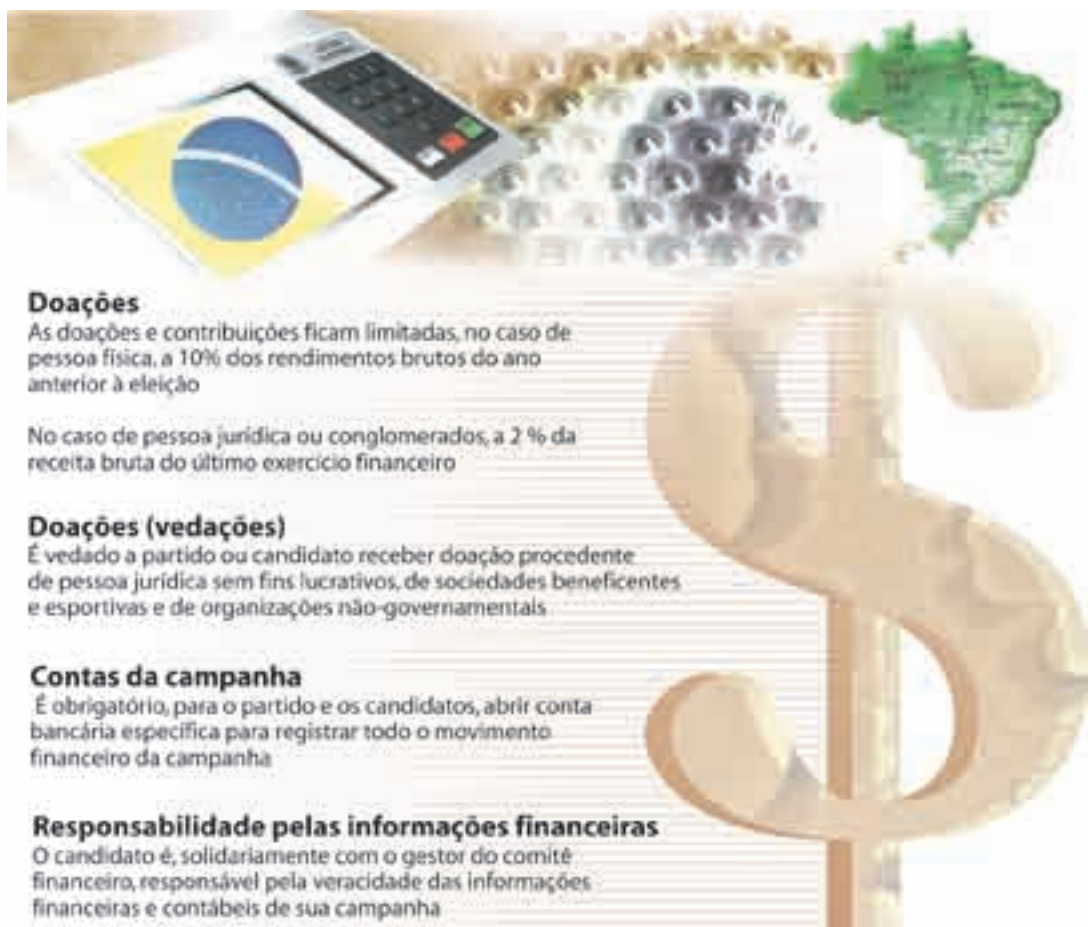 Doações
As doações e contribuições ficam limitadas, no caso de
pessoa física, a 10% dos rendimentos brutos do ano
anterior à eleição
No caso de pessoa jurídica ou conglomerados, a 2 % da
receita bruta do último exercício financeiro
Doações (vedações)
É vedado a partido ou candidato receber doação procedente
de pessoa jurídica sem fins lucrativos, de sociedades beneficentes
e esportivas e de organizações não-governamentais
Contas da campanha
É obrigatório, para o partido e os candidatos, abrir conta
bancária específica para registrar todo o movimento
financeiro da campanha
Responsabilidade pelas informações financeiras
O candidato é, solidariamente com o gestor do comitê
financeiro, responsável pela veracidade das informações
financeiras e contábeis de sua campanha